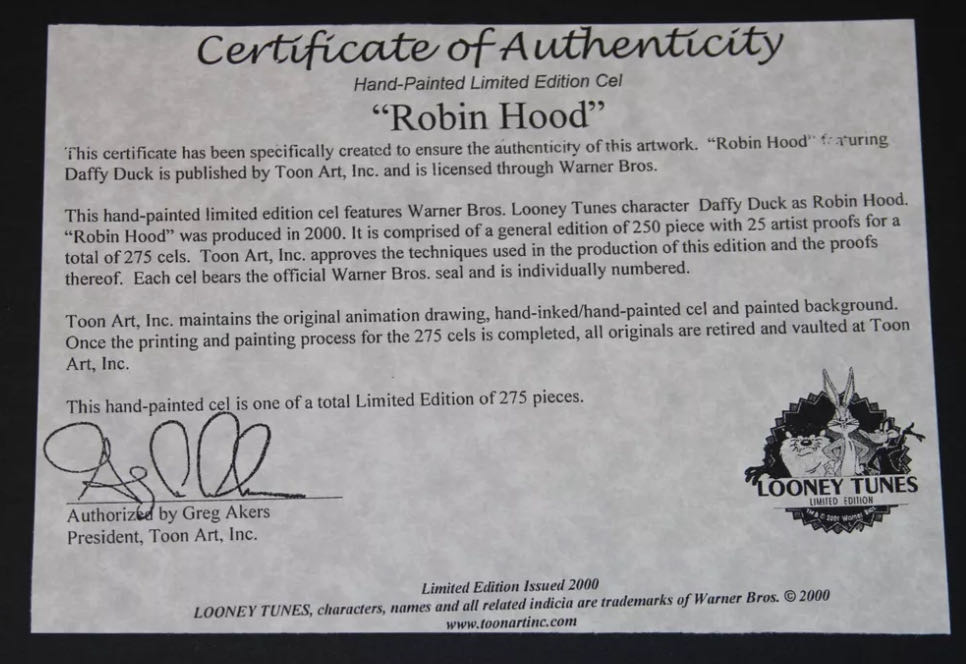 Certificate of Authenticity
Hand-Painted Limited Edition Cel
“Robin Hood”
This certificate has been specifically created to ensure the authenticity of this artwork. “Robin Hood” featuring
Daffy Duck is published by Toon Art, Inc. and is licensed through Warner Bros.
This hand-painted limited edition cel features Warner Bros. Looney Tunes character Daffy Duck as Robin Hood.
“Robin Hood” was produced in 2000. It is comprised of a general edition of 250 piece with 25 artist proofs for a
total of 275 cels. Toon Art, Inc. approves the techniques used in the production of this edition and the proofs
thereof. Each cel bears the official Warner Bros. seal and is individually numbered.
Toon Art, Inc. maintains the original animation drawing, hand-inked/hand-painted cel and painted background.
Once the printing and painting process for the 275 cels is completed, all originals are retired and vaulted at Toon
Art, Inc.
This hand-painted cel is one of a total Limited Edition of 275 pieces.
Authorized by Greg Akers
President, Toon Art, Inc.
LOONEY TUNES
LIMITED EDITION
TM & © Warner Bros.
Limited Edition Issued 2000
LOONEY TUNES, characters, names and all related indicia are trademarks of Warner Bros. © 2000
www.toonartinc.com